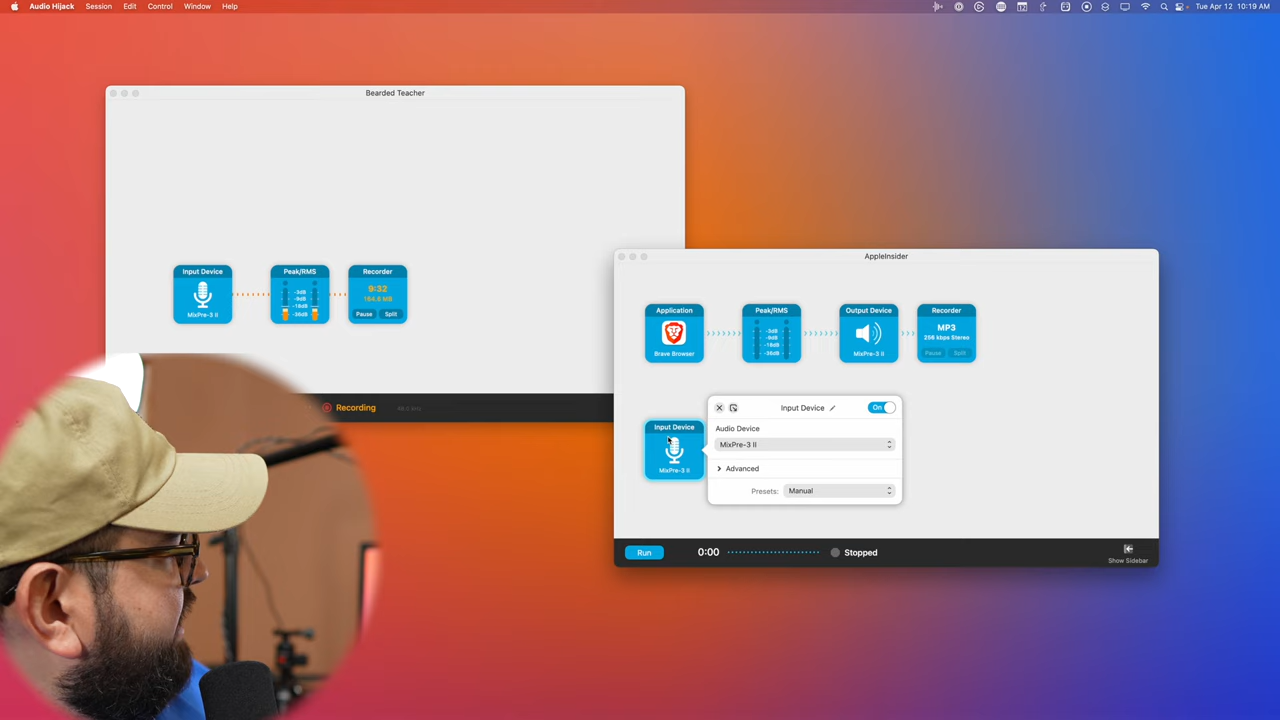 Audio Hijack Session Edit Control Window Help
Tue Apr 12 10:19 AM
Bearded Teacher
Input Device
MixPre-3 II
Peak/RMS
-3dB
-9dB
-18dB
-36dB
Recorder
9:32
164.8 MB
Pause Split
Recording
AppleInsider
Application
Brave Browser
Peak/RMS
-3dB
-9dB
-18dB
-36dB
Output Device
MixPre-3 II
Recorder
MP3
256 kbps Stereo
Pause Split
Input Device
MixPre-3 II
Input Device
On
Audio Device
MixPre-3 II
Advanced
Presets: Manual
Run
0:00
Stopped
Show Sidebar